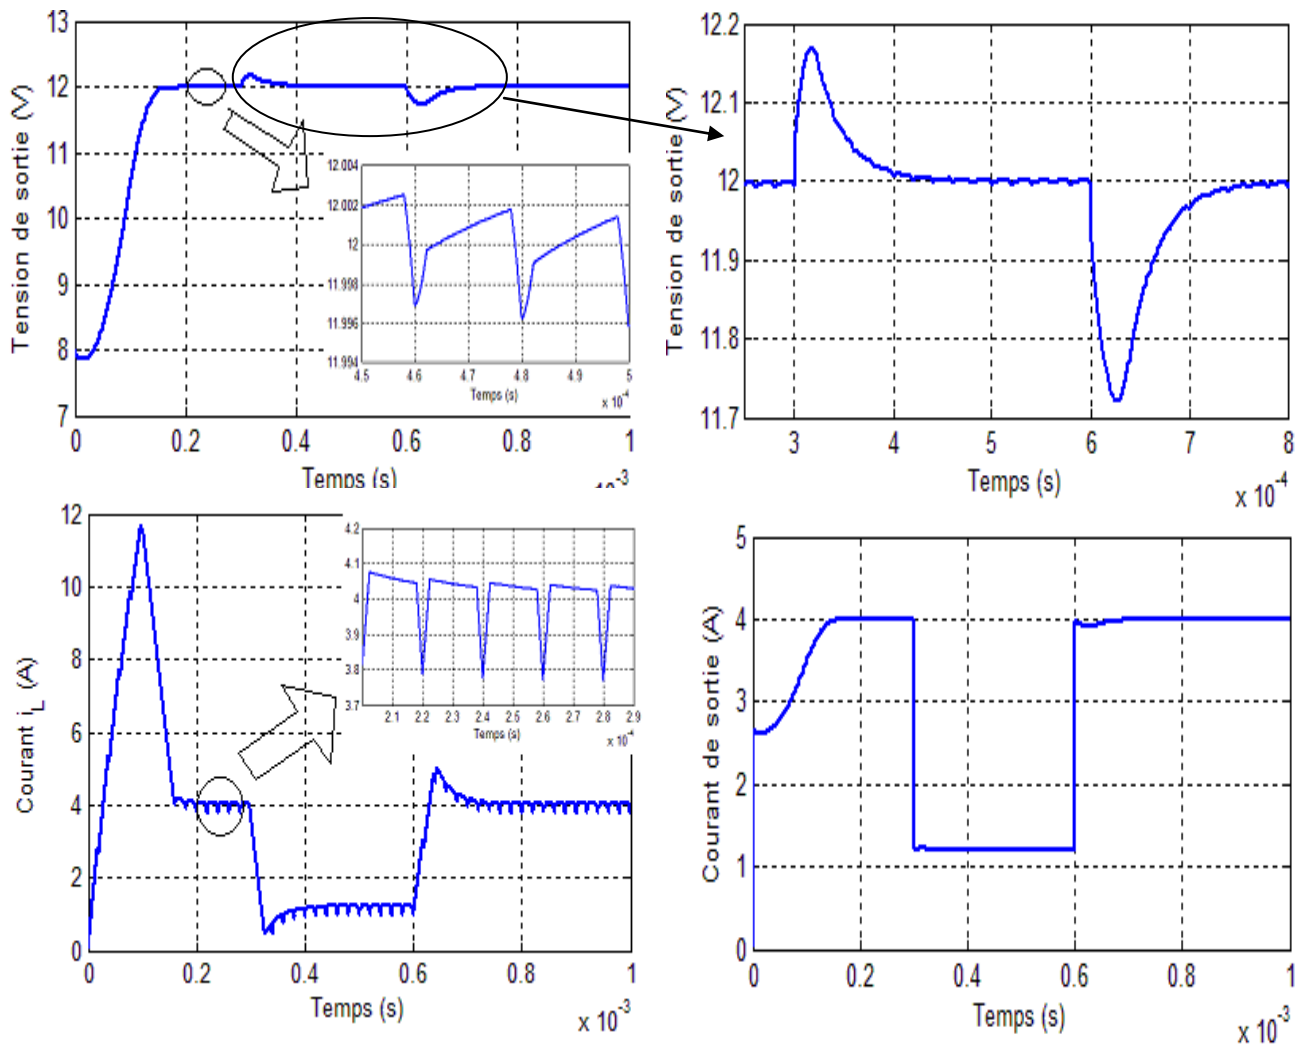 Tension de sortie (V)
13
12
11
10
9
8
7
0 0.2 0.4 0.6 0.8 1
Temps (s)
12.004
12.002
12
11.998
11.996
11.994
4.5 4.6 4.7 4.8 4.9 5
Temps (s)
x 10-4
Tension de sortie (V)
12.2
12.1
12
11.9
11.8
11.7
3 4 5 6 7 8
Temps (s)
x 10-4
Courant iL (A)
12
10
8
6
4
2
0
0 0.2 0.4 0.6 0.8 1
Temps (s)
x 10-3
4.2
4.1
4
3.9
3.8
3.7
2.1 2.2 2.3 2.4 2.5 2.6 2.7 2.8 2.9
Temps (s)
x 10-4
Courant de sortie (A)
5
4
3
2
1
0
0 0.2 0.4 0.6 0.8 1
Temps (s)
x 10-3